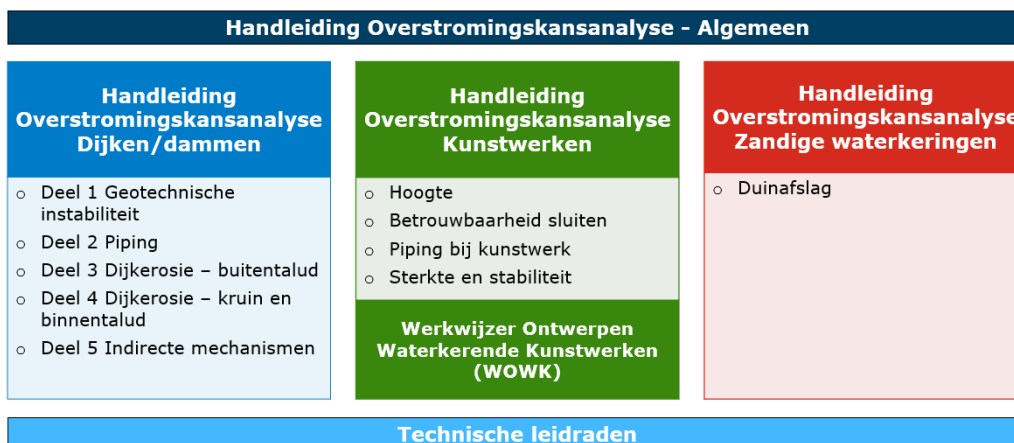 Handleiding Overstromingskansanalyse - Algemeen
Handleiding
Overstromingskansanalyse
Dijken/dammen
o Deel 1 Geotechnische
instabiliteit
o Deel 2 Piping
o Deel 3 Dijkerosie – buitentalud
o Deel 4 Dijkerosie – kruin en
binnentalud
o Deel 5 Indirecte mechanismen
Handleiding
Overstromingskansanalyse
Kunstwerken
o Hoogte
o Betrouwbaarheid sluiten
o Piping bij kunstwerk
o Sterkte en stabiliteit
Werkwijzer Ontwerpen
Waterkerende Kunstwerken
(WOWK)
Handleiding
Overstromingskansanalyse
Zandige waterkeringen
o Duinafslag
Technische leidraden